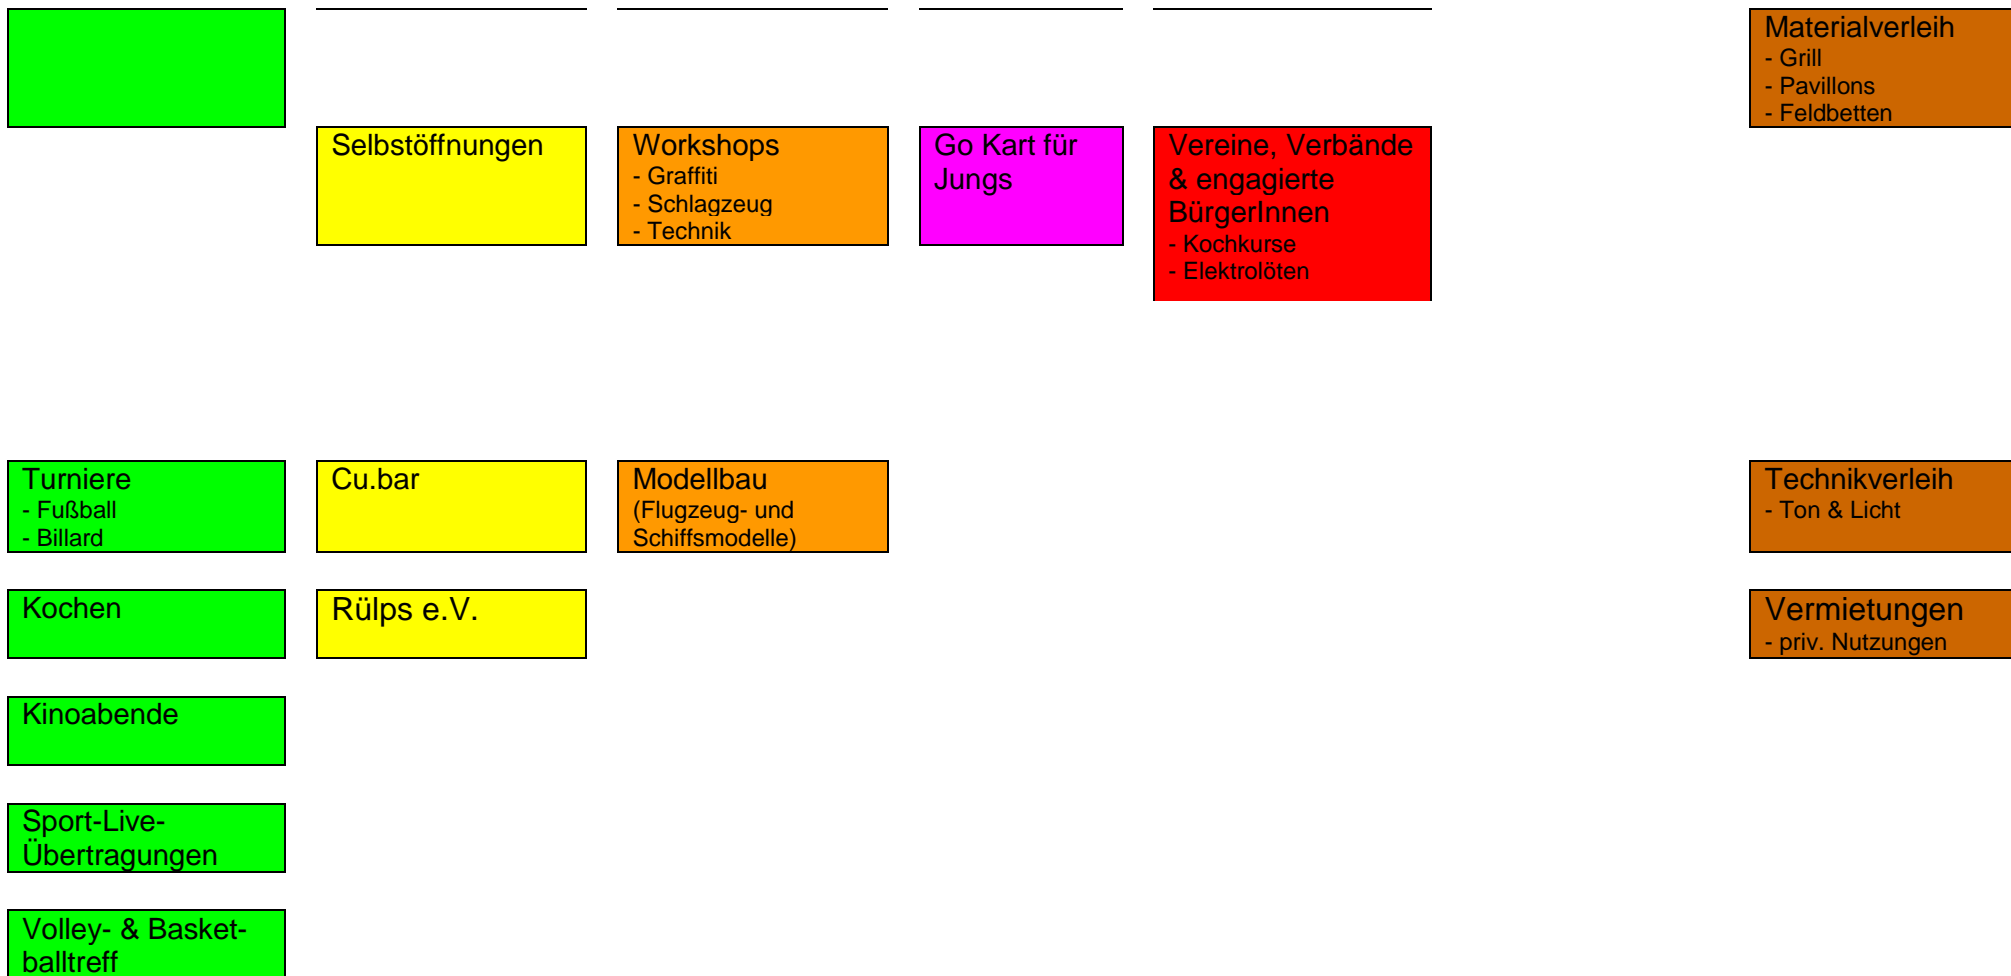 Materialverleih
- Grill
- Pavillons
- Feldbetten
Selbstöffnungen
Workshops
- Graffiti
- Schlagzeug
- Technik
Go Kart für
Jungs
Vereine, Verbände
& engagierte
BürgerInnen
- Kochkurse
- Elektrolöten
Turniere
- Fußball
- Billard
Cu.bar
Modellbau
(Flugzeug- und
Schiffsmodelle)
Technikverleih
- Ton & Licht
Kochen
Rülps e.V.
Vermietungen
- priv. Nutzungen
Kinoabende
Sport-Live-
Übertragungen
Volley- & Basket-
balltreff